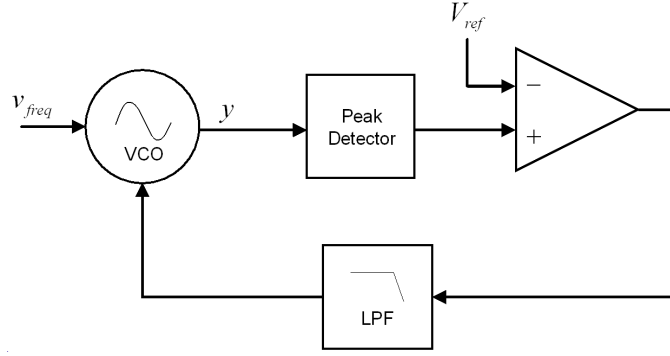 V_ref
v_freq
y
Peak
Detector
−
+
VCO
LPF